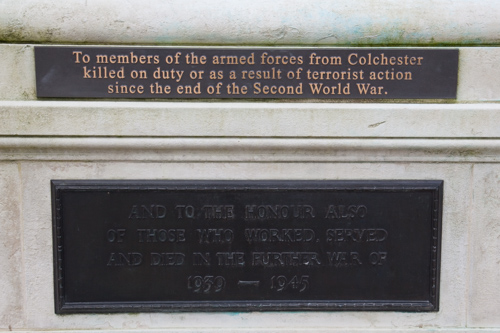 To members of the armed forces from Colchester
killed on duty or as a result of terrorist action
since the end of the Second World War.
AND TO THE HONOUR ALSO
OF THOSE WHO WORKED, SERVED
AND DIED IN THE FURTHER WAR OF
1939 — 1945